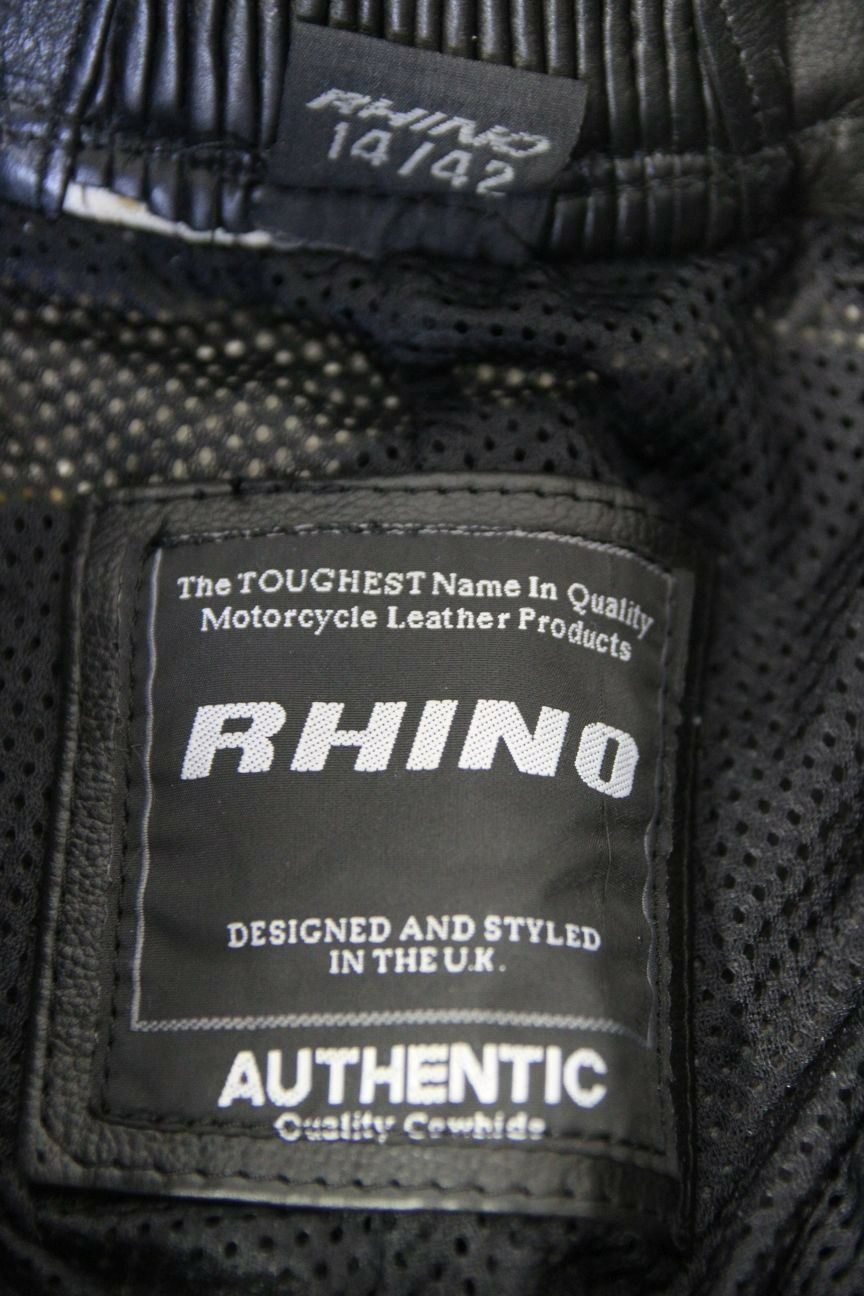 RHINO
14/42
The TOUGHEST Name In Quality
Motorcycle Leather Products
RHINO
DESIGNED AND STYLED
IN THE U.K.
AUTHENTIC
Quality Cowhide